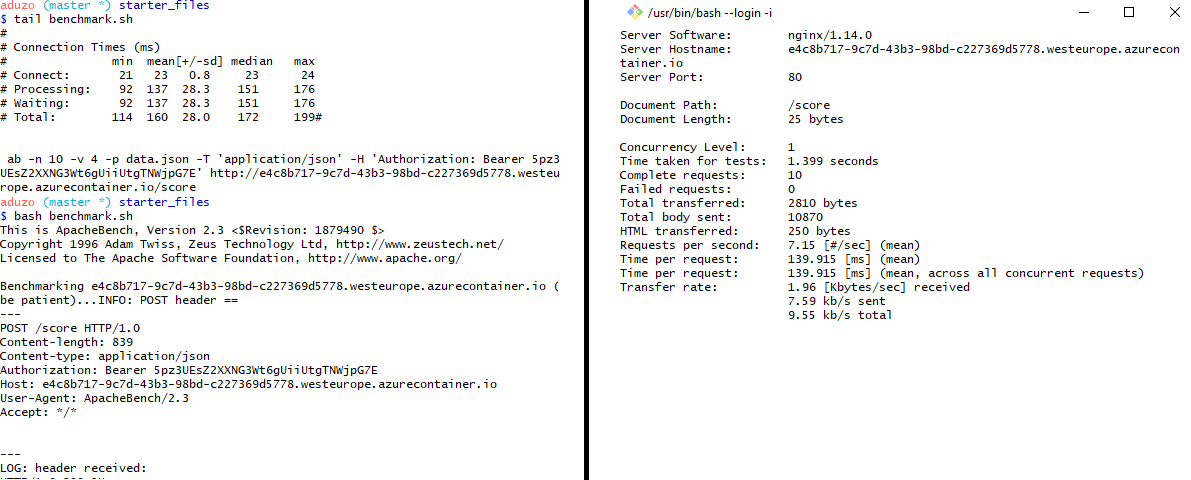 aduzo (master *) starter_files
$ tail benchmark.sh
#
# Connection Times (ms)
#              min  mean[+/-sd] median   max
# Connect:       21   23   0.8     23      24
# Processing:    92  137  28.3    151     176
# Waiting:       92  137  28.3    151     176
# Total:        114  160  28.0    172     199#
ab -n 10 -v 4 -p data.json -T 'application/json' -H 'Authorization: Bearer 5pz3
UEsZ2XXNG3Wt6gUiiUtgTNWjpG7E' http://e4c8b717-9c7d-43b3-98bd-c227369d5778.westeu
rope.azurecontainer.io/score
aduzo (master *) starter_files
$ bash benchmark.sh
This is ApacheBench, Version 2.3 <$Revision: 1879490 $>
Copyright 1996 Adam Twiss, Zeus Technology Ltd, http://www.zeustech.net/
Licensed to The Apache Software Foundation, http://www.apache.org/
Benchmarking e4c8b717-9c7d-43b3-98bd-c227369d5778.westeurope.azurecontainer.io (
be patient)...INFO: POST header ==
---
POST /score HTTP/1.0
Content-length: 839
Content-type: application/json
Authorization: Bearer 5pz3UEsZ2XXNG3Wt6gUiiUtgTNWjpG7E
Host: e4c8b717-9c7d-43b3-98bd-c227369d5778.westeurope.azurecontainer.io
User-Agent: ApacheBench/2.3
Accept: */*
---
LOG: header received:
/usr/bin/bash --login -i
Server Software:        nginx/1.14.0
Server Hostname:        e4c8b717-9c7d-43b3-98bd-c227369d5778.westeurope.azurecon
tainer.io
Server Port:            80
Document Path:          /score
Document Length:        25 bytes
Concurrency Level:      1
Time taken for tests:   1.399 seconds
Complete requests:      10
Failed requests:        0
Total transferred:      2810 bytes
Total body sent:        10870
HTML transferred:       250 bytes
Requests per second:    7.15 [#/sec] (mean)
Time per request:       139.915 [ms] (mean)
Time per request:       139.915 [ms] (mean, across all concurrent requests)
Transfer rate:          1.96 [Kbytes/sec] received
                        7.59 kb/s sent
                        9.55 kb/s total